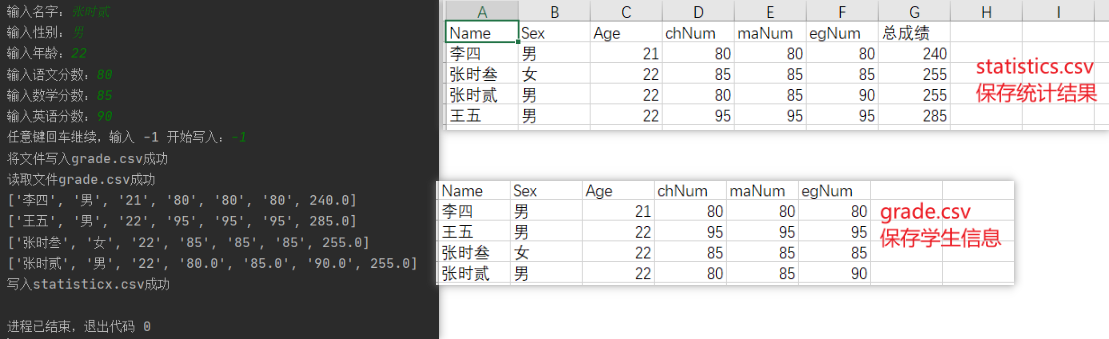 输入名字：张时贰
输入性别：男
输入年龄：22
输入语文分数：80
输入数学分数：85
输入英语分数：90
任意键回车继续，输入 -1 开始写入：-1
将文件写入grade.csv成功
读取文件grade.csv成功
['李四', '男', '21', '80', '80', '80', 240.0]
['王五', '男', '22', '95', '95', '95', 285.0]
['张时叁', '女', '22', '85', '85', '85', 255.0]
['张时贰', '男', '22', '80.0', '85.0', '90.0', 255.0]
写入statisticx.csv成功
进程已结束，退出代码 0
A B C D E F G H I
Name Sex Age chNum maNum egNum 总成绩
李四 男 21 80 80 80 240
张时叁 女 22 85 85 85 255
张时贰 男 22 80 85 90 255
王五 男 22 95 95 95 285
statistics.csv
保存统计结果
Name Sex Age chNum maNum egNum
李四 男 21 80 80 80
王五 男 22 95 95 95
张时叁 女 22 85 85 85
张时贰 男 22 80 85 90
grade.csv
保存学生信息